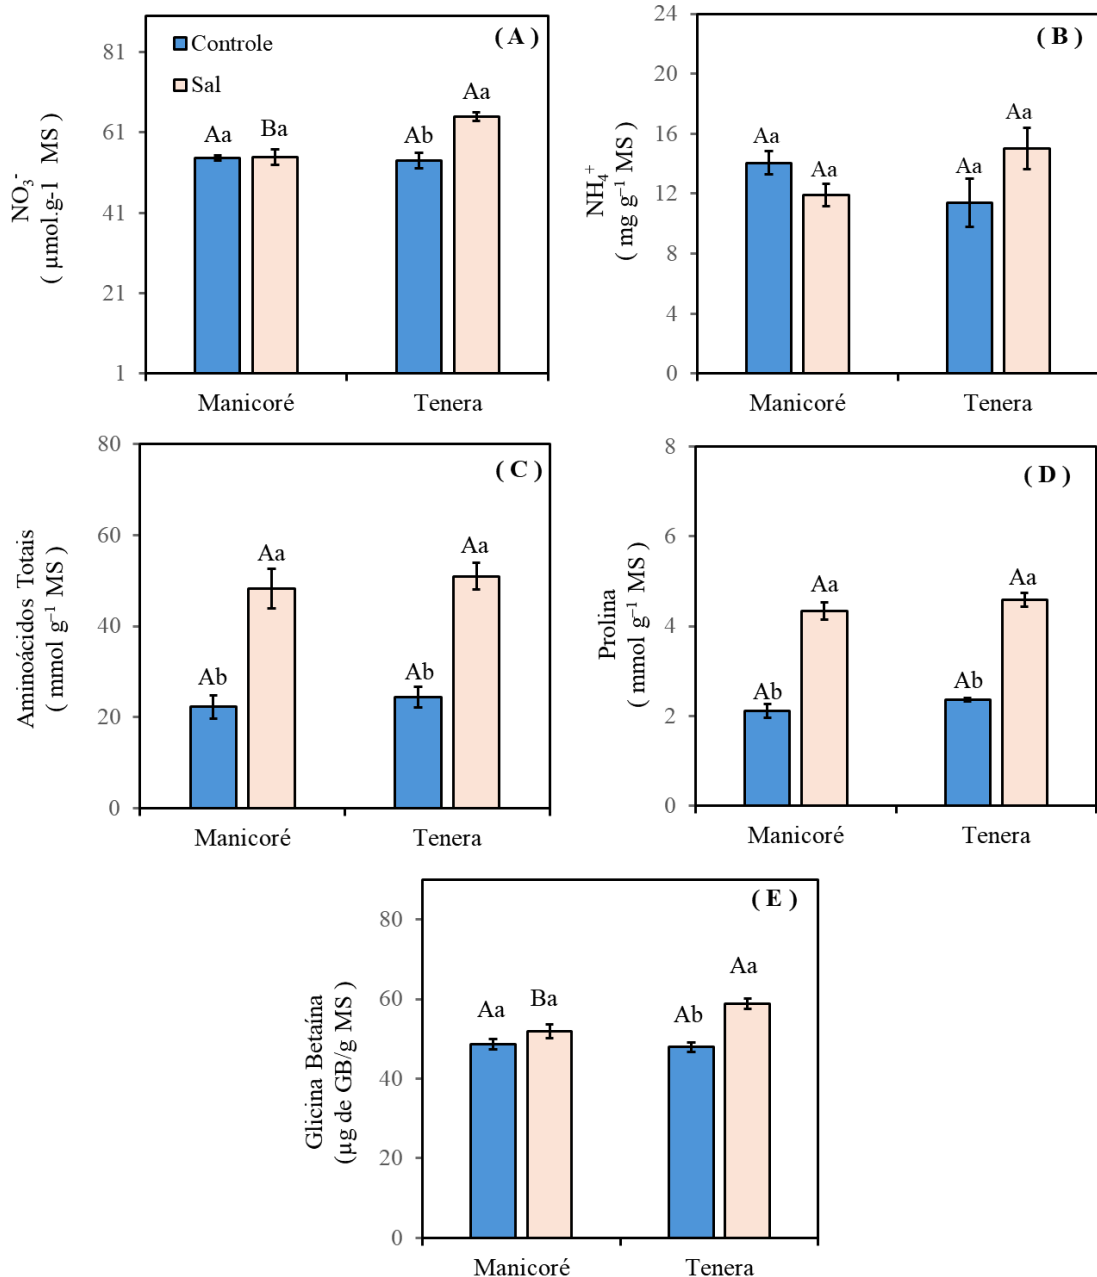 ( A )
Controle
Sal
81
61
41
21
1
NO₃⁻
( µmol.g-1 MS )
Aa
Ba
Ab
Aa
Manicoré
Tenera
( B )
24
20
16
12
8
4
0
NH₄⁺
( mg g⁻¹ MS )
Aa
Aa
Aa
Aa
Manicoré
Tenera
( C )
80
60
40
20
0
Aminoácidos Totais
( mmol g⁻¹ MS )
Ab
Aa
Ab
Aa
Manicoré
Tenera
( D )
8
6
4
2
0
Prolina
( mmol g⁻¹ MS )
Ab
Aa
Ab
Aa
Manicoré
Tenera
( E )
80
60
40
20
0
Glicina Betaína
(µg de GB/g MS )
Aa
Ba
Ab
Aa
Manicoré
Tenera